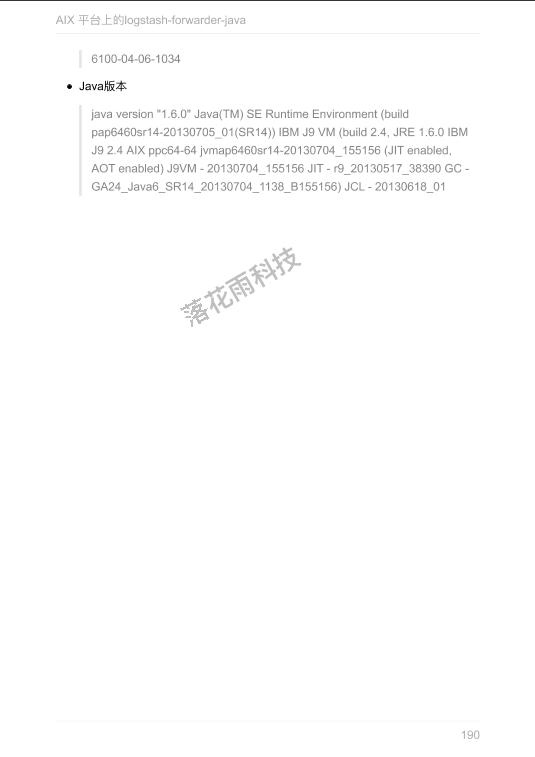 AIX 平台上的logstash-forwarder-java
6100-04-06-1034
● Java版本
java version "1.6.0" Java(TM) SE Runtime Environment (build
pap6460sr14-20130705_01(SR14)) IBM J9 VM (build 2.4, JRE 1.6.0 IBM
J9 2.4 AIX ppc64-64 jvmap6460sr14-20130704_155156 (JIT enabled,
AOT enabled) J9VM - 20130704_155156 JIT - r9_20130517_38390 GC -
GA24_Java6_SR14_20130704_1138_B155156) JCL - 20130618_01
落花雨科技
190